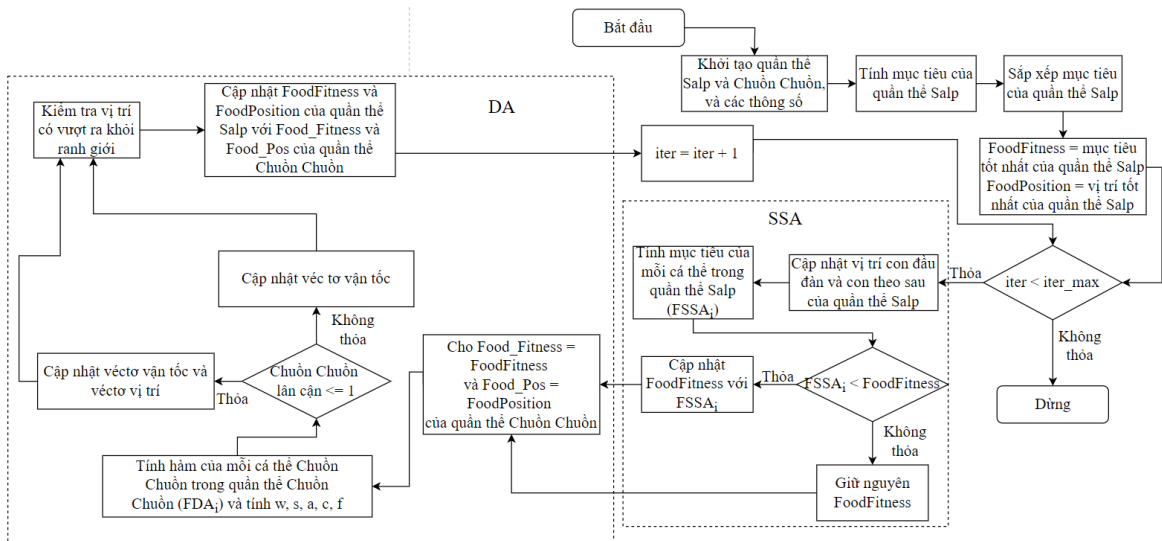 Bắt đầu
Khởi tạo quần thể
Salp và Chuồn Chuồn,
và các thông số
Tính mục tiêu của
quần thể Salp
Sắp xếp mục tiêu
của quần thể Salp
FoodFitness = mục tiêu
tốt nhất của quần thể Salp
FoodPosition = vị trí tốt
nhất của quần thể Salp
iter < iter_max
Thỏa
Không
thỏa
Dừng
iter = iter + 1
SSA
Cập nhật vị trí con đầu
đàn và con theo sau
của quần thể Salp
Tính mục tiêu của
mỗi cá thể trong
quần thể Salp
(FSSAi)
FSSAi < FoodFitness
Thỏa
Không
thỏa
Cập nhật
FoodFitness với
FSSAi
Giữ nguyên
FoodFitness
DA
Cho Food_Fitness =
FoodFitness
và Food_Pos =
FoodPosition
của quần thể Chuồn Chuồn
Tính hàm của mỗi cá thể Chuồn
Chuồn trong quần thể Chuồn
Chuồn (FDAi) và tính w, s, a, c, f
Chuồn Chuồn
lân cận <= 1
Thỏa
Không
thỏa
Cập nhật véctơ vận tốc và
véctơ vị trí
Cập nhật véc tơ vận tốc
Kiểm tra vị trí
có vượt ra khỏi
ranh giới
Cập nhật FoodFitness và
FoodPosition của quần thể
Salp với Food_Fitness và
Food_Pos của quần thể
Chuồn Chuồn